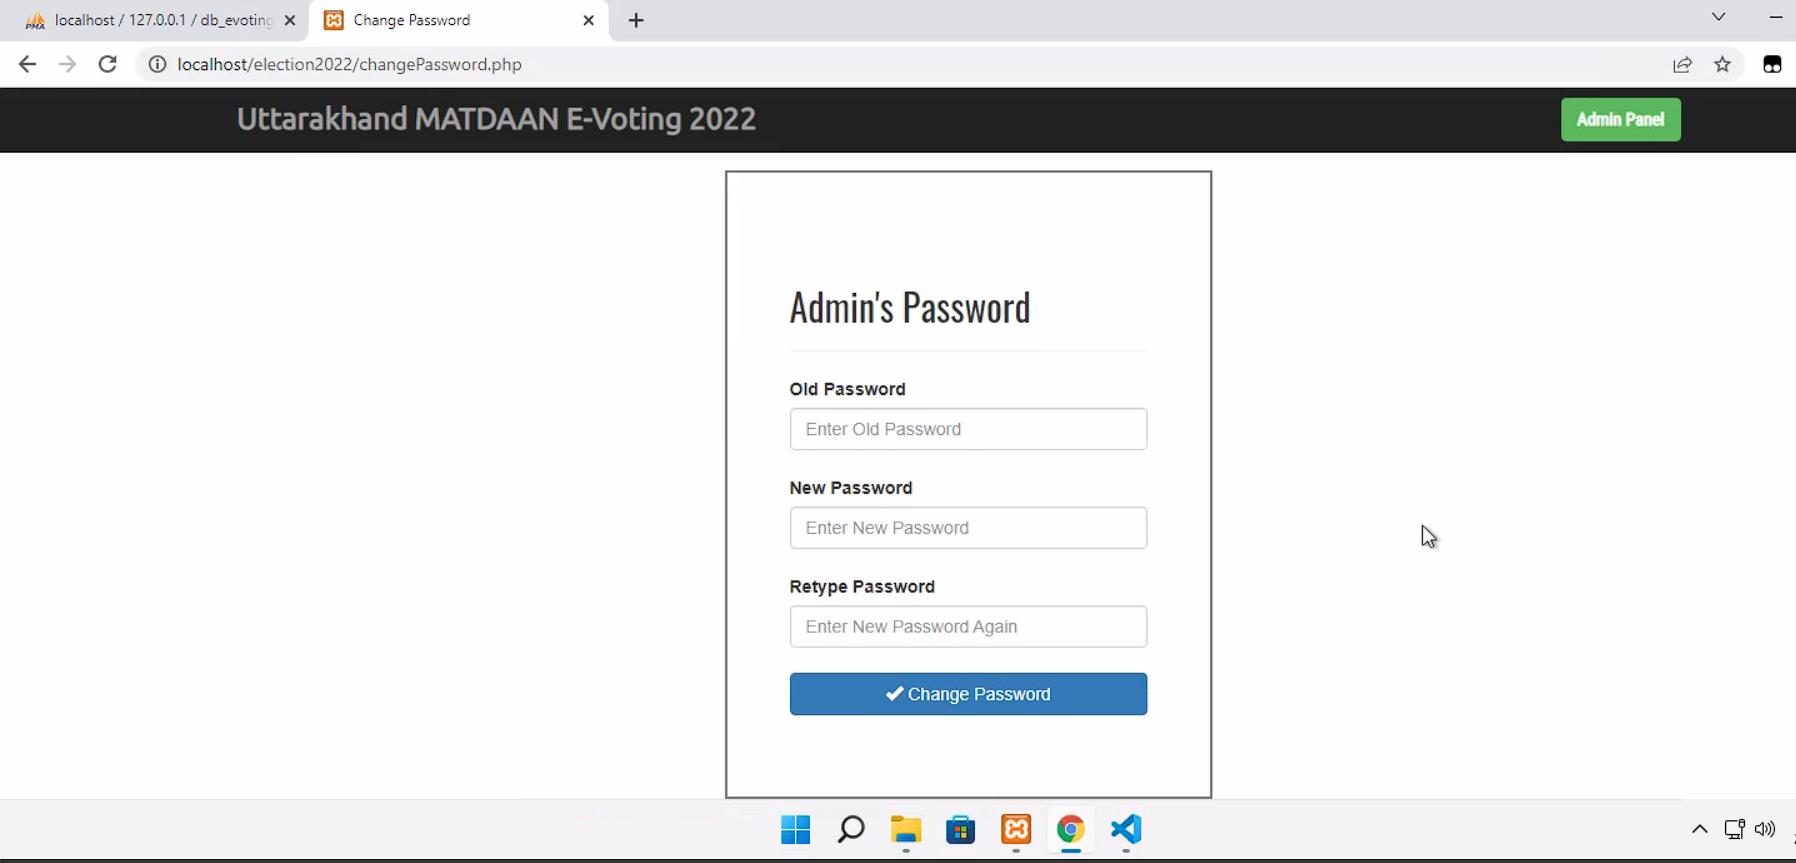 localhost / 127.0.0.1 / db_evoting
Change Password
localhost/election2022/changePassword.php
Uttarakhand MATDAAN E-Voting 2022
Admin Panel
Admin's Password
Old Password
Enter Old Password
New Password
Enter New Password
Retype Password
Enter New Password Again
Change Password